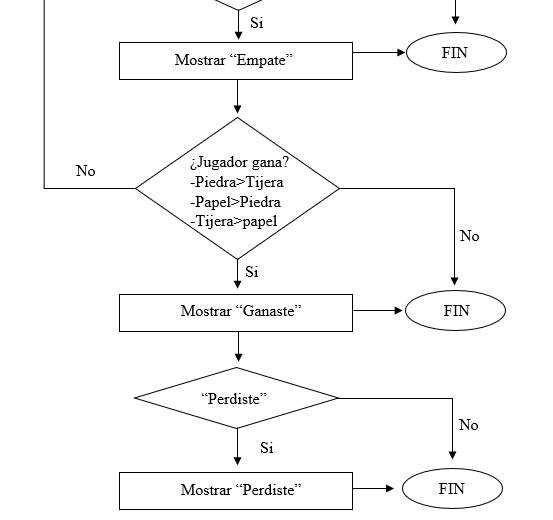 Si
Mostrar “Empate”
FIN
¿Jugador gana?
-Piedra>Tijera
-Papel>Piedra
-Tijera>papel
No
No
Si
Mostrar “Ganaste”
FIN
“Perdiste”
No
Si
Mostrar “Perdiste”
FIN